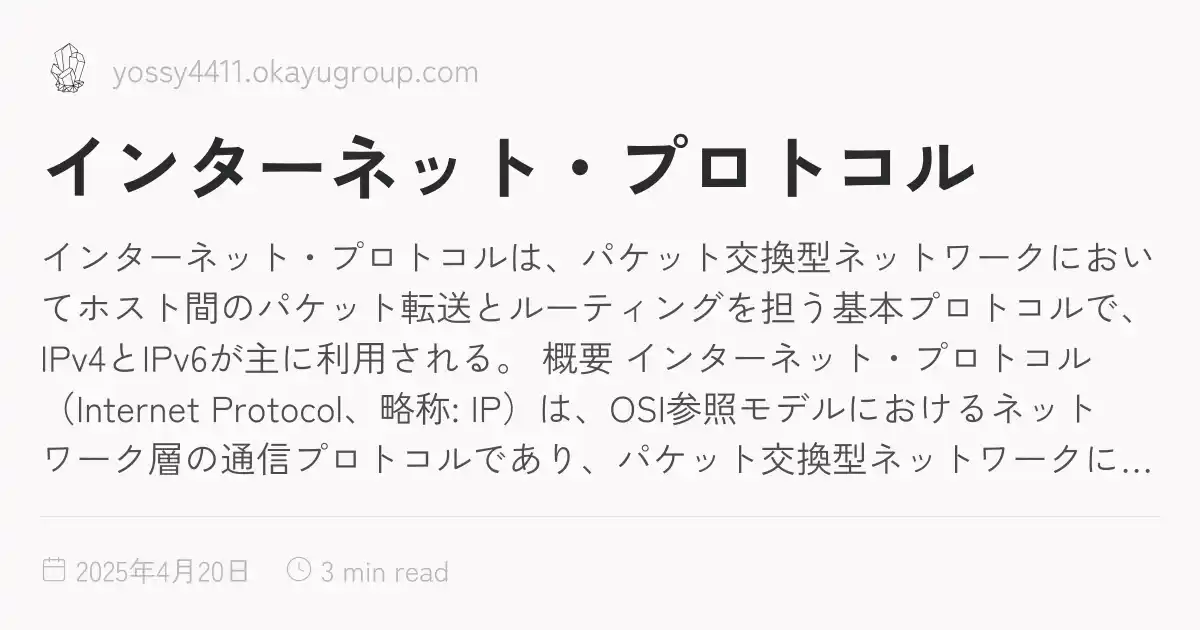 yossy4411.okayugroup.com
インターネット・プロトコル
インターネット・プロトコルは、パケット交換型ネットワークにおい
てホスト間のパケット転送とルーティングを担う基本プロトコルで、
IPv4とIPv6が主に利用される。 概要 インターネット・プロトコル
（Internet Protocol、略称: IP）は、OSI参照モデルにおけるネット
ワーク層の通信プロトコルであり、パケット交換型ネットワークに…
2025年4月20日 3 min read